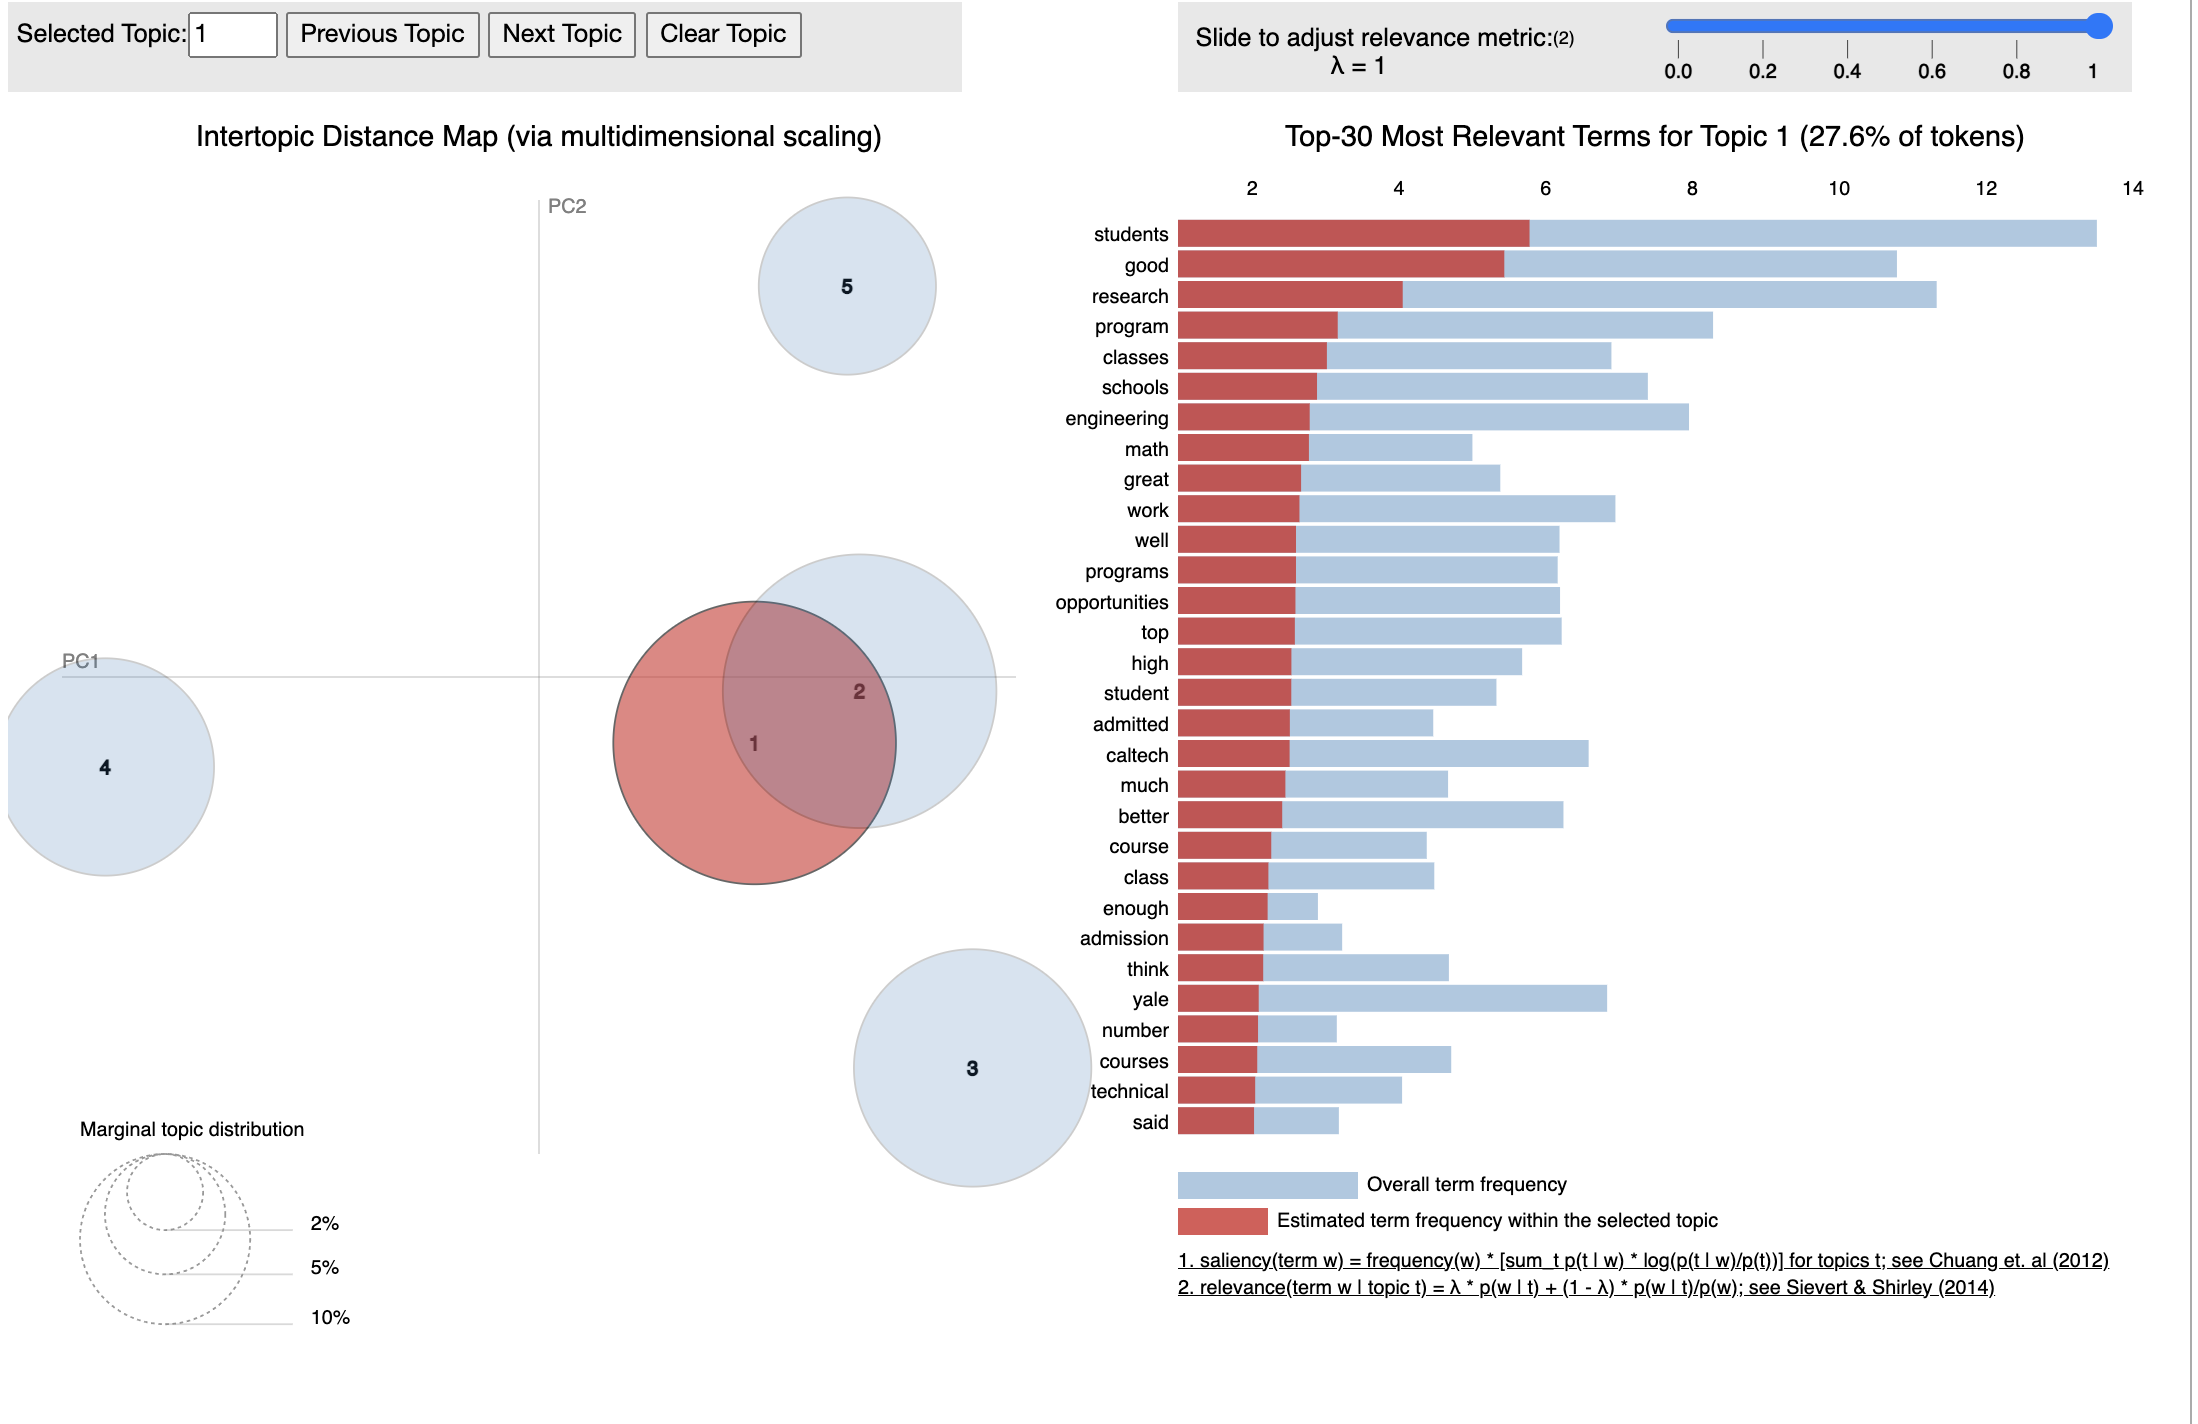 Selected Topic: 1 Previous Topic Next Topic Clear Topic
Slide to adjust relevance metric:(2)
λ = 1
0.0 0.2 0.4 0.6 0.8 1
Intertopic Distance Map (via multidimensional scaling)
PC2
PC1
5
2
1
4
3
Marginal topic distribution
2%
5%
10%
Top-30 Most Relevant Terms for Topic 1 (27.6% of tokens)
2 4 6 8 10 12 14
students
good
research
program
classes
schools
engineering
math
great
work
well
programs
opportunities
top
high
student
admitted
caltech
much
better
course
class
enough
admission
think
yale
number
courses
technical
said
Overall term frequency
Estimated term frequency within the selected topic
1. saliency(term w) = frequency(w) * [sum_t p(t | w) * log(p(t | w)/p(t))] for topics t; see Chuang et. al (2012)
2. relevance(term w | topic t) = λ * p(w | t) + (1 - λ) * p(w | t)/p(w); see Sievert & Shirley (2014)